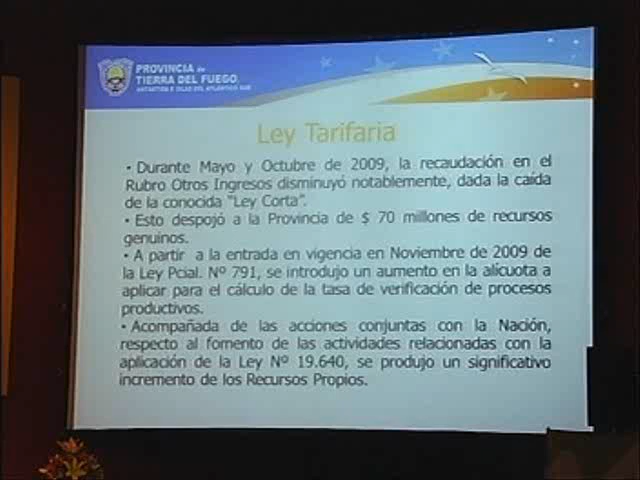 PROVINCIA de
TIERRA DEL FUEGO,
ANTÁRTIDA E ISLAS DEL ATLÁNTICO SUR
Ley Tarifaria
• Durante Mayo y Octubre de 2009, la recaudación en el
Rubro Otros Ingresos disminuyó notablemente, dada la caída
de la conocida “Ley Corta”.
• Esto despojó a la Provincia de $ 70 millones de recursos
genuinos.
• A partir a la entrada en vigencia en Noviembre de 2009 de
la Ley Pcial. Nº 791, se introdujo un aumento en la alícuota a
aplicar para el cálculo de la tasa de verificación de procesos
productivos.
• Acompañada de las acciones conjuntas con la Nación,
respecto al fomento de las actividades relacionadas con la
aplicación de la Ley Nº 19.640, se produjo un significativo
incremento de los Recursos Propios.